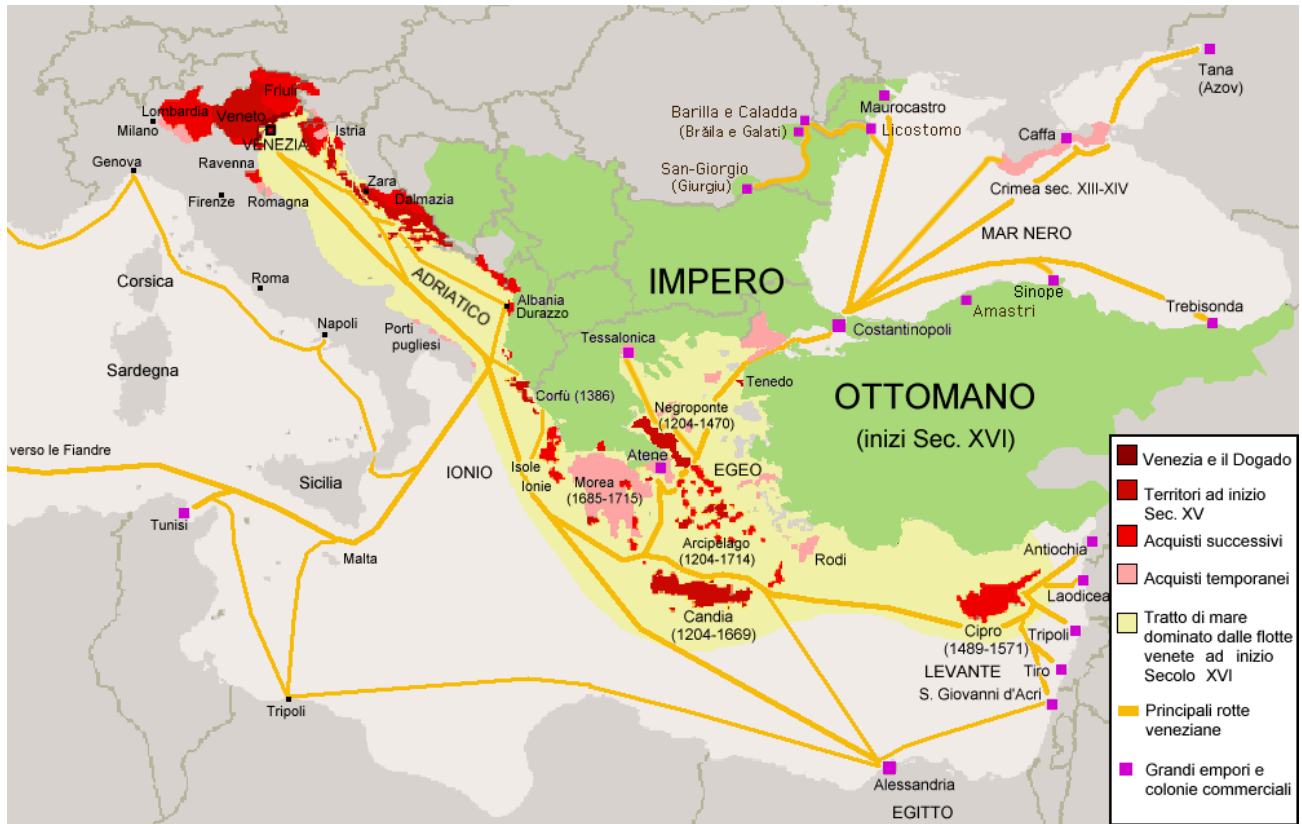 Tana
(Azov)
Friuli
Lombardia
Veneto
Milano
VENEZIA
Istria
Barilla e Caladda
(Brăila e Galati)
Maurocastro
Licostomo
Caffa
Genova
Ravenna
San-Giorgio
(Giurgiu)
Zara
Firenze
Romagna
Dalmazia
Crimea sec. XIII-XIV
MAR NERO
Corsica
Roma
ADRIATICO
IMPERO
Sinope
Amastri
Trebisonda
Albania
Durazzo
Napoli
Porti
pugliesi
Costantinopoli
Tessalonica
Sardegna
Tenedo
Corfù (1386)
OTTOMANO
(inizi Sec. XVI)
Negroponte
(1204-1470)
verso le Fiandre
Atene
EGEO
IONIO
Isole
Ionie
Sicilia
Morea
(1685-1715)
Tunisi
Malta
Arcipelago
(1204-1714)
Rodi
Antiochia
Laodicea
Candia
(1204-1669)
Cipro
(1489-1571)
Tripoli
LEVANTE
Tiro
S. Giovanni d'Acri
Tripoli
Alessandria
EGITTO
Venezia e il Dogado
Territori ad inizio
Sec. XV
Acquisti successivi
Acquisti temporanei
Tratto di mare
dominato dalle flotte
venete ad inizio
Secolo XVI
Principali rotte
veneziane
Grandi empori e
colonie commerciali